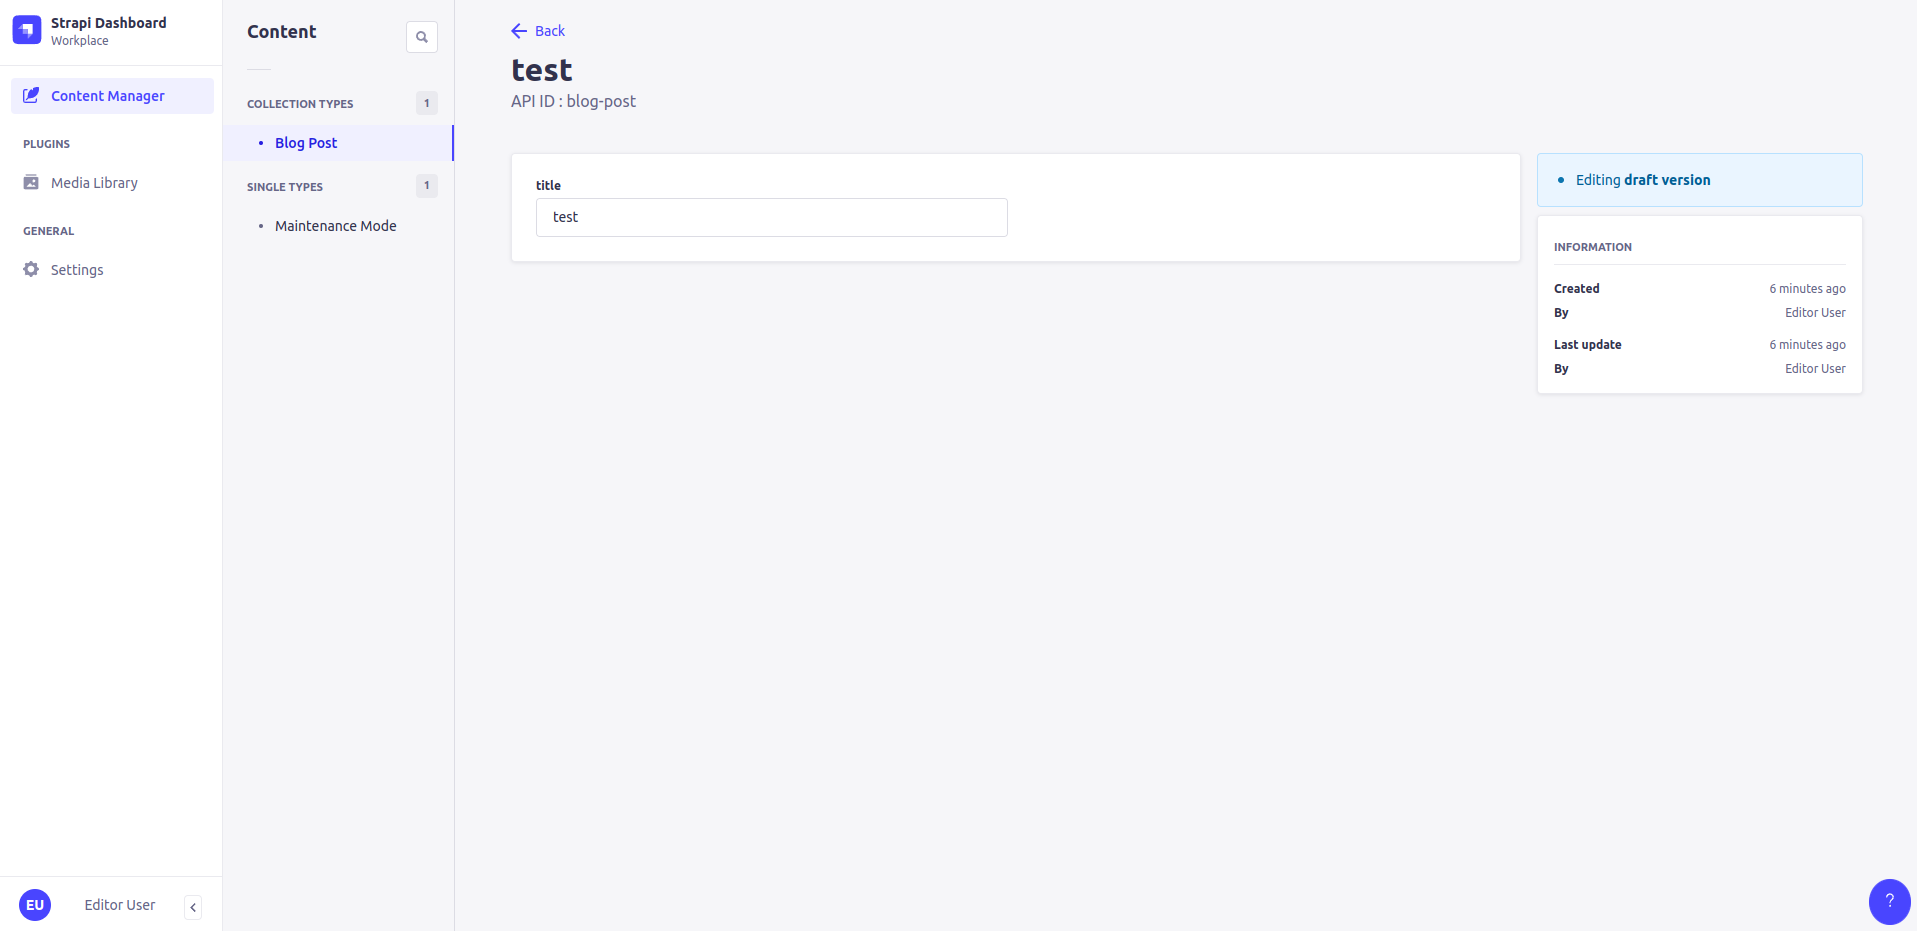 Strapi Dashboard
Workplace
Content Manager
PLUGINS
Media Library
GENERAL
Settings
EU
Editor User
Content
COLLECTION TYPES
1
Blog Post
SINGLE TYPES
1
Maintenance Mode
Back
test
API ID : blog-post
title
test
Editing draft version
INFORMATION
Created 6 minutes ago
By Editor User
Last update 6 minutes ago
By Editor User
?